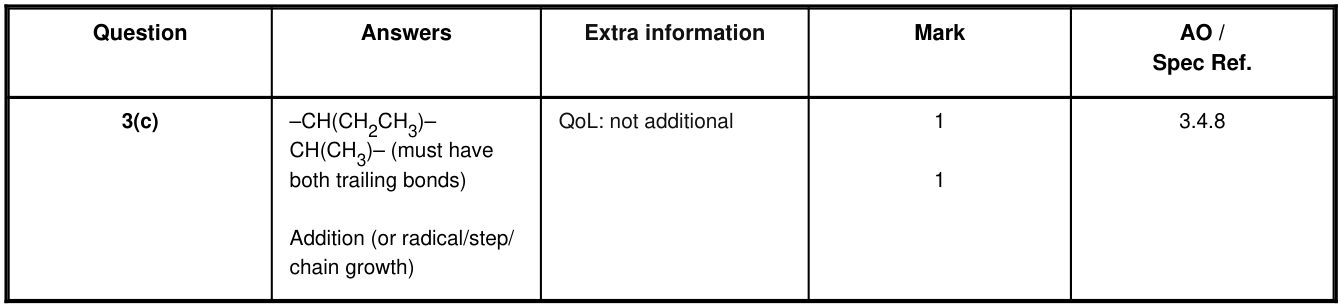 Question Answers Extra information Mark AO /
Spec Ref.
3(c) –CH(CH2CH3)– QoL: not additional 1 3.4.8
CH(CH3)– (must have
both trailing bonds) 1
Addition (or radical/step/
chain growth)